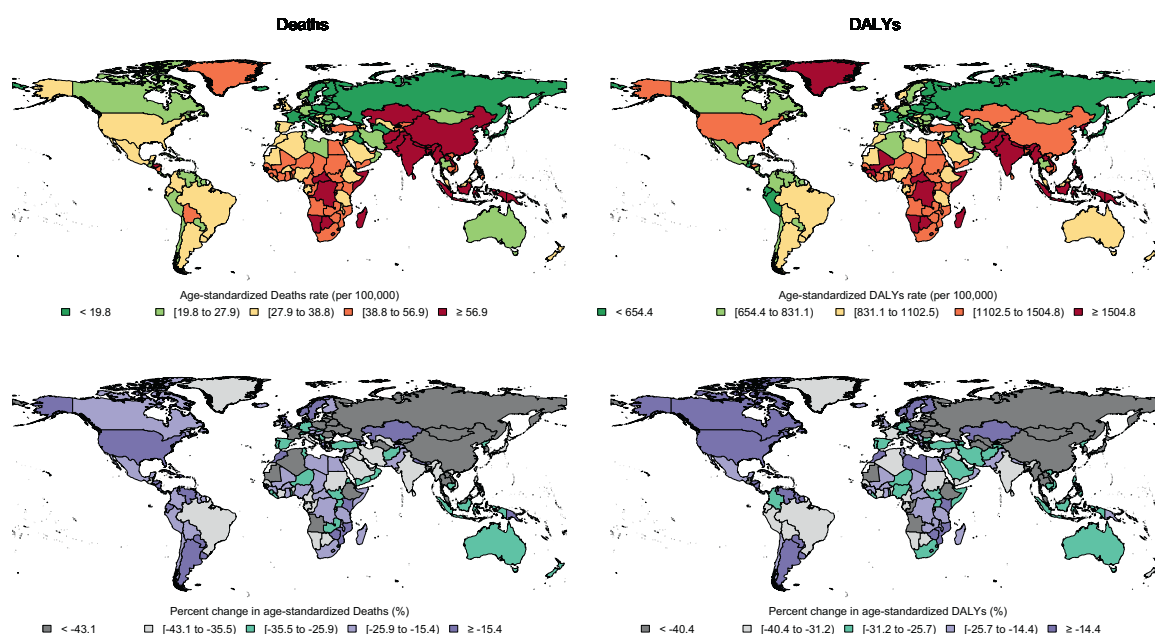 Deaths
DALYs
Age-standardized Deaths rate (per 100,000)
< 19.8 [19.8 to 27.9) [27.9 to 38.8) [38.8 to 56.9) ≥ 56.9
Age-standardized DALYs rate (per 100,000)
< 654.4 [654.4 to 831.1) [831.1 to 1102.5) [1102.5 to 1504.8) ≥ 1504.8
Percent change in age-standardized Deaths (%)
< -43.1 [-43.1 to -35.5) [-35.5 to -25.9) [-25.9 to -15.4) ≥ -15.4
Percent change in age-standardized DALYs (%)
< -40.4 [-40.4 to -31.2) [-31.2 to -25.7) [-25.7 to -14.4) ≥ -14.4